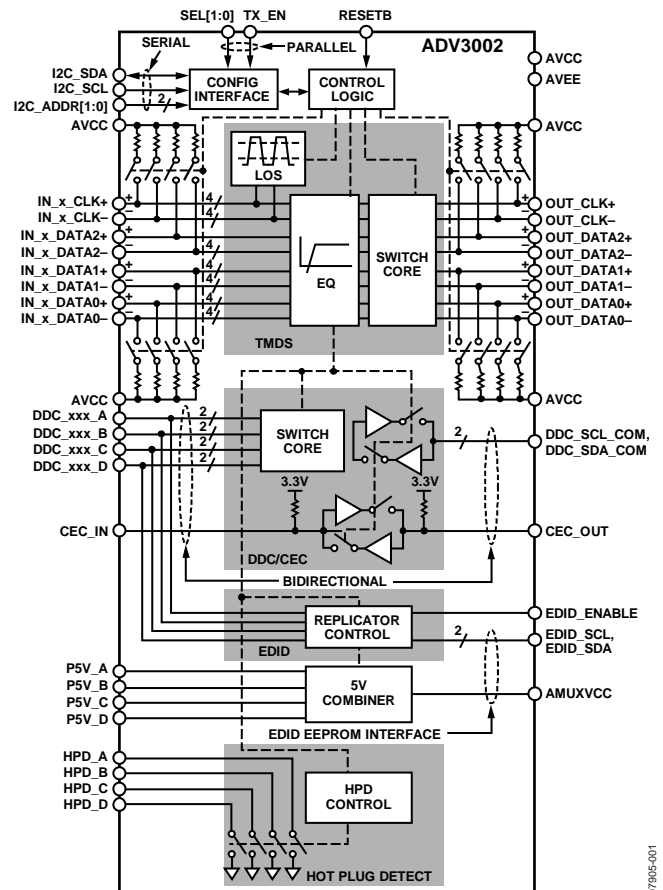 SEL[1:0] TX_EN RESETB
SERIAL
PARALLEL
ADV3002
AVCC
AVEE
I2C_SDA
I2C_SCL
I2C_ADDR[1:0]
2
CONFIG
INTERFACE
CONTROL
LOGIC
AVCC
AVCC
LOS
IN_x_CLK+
+
4
OUT_CLK+
+
IN_x_CLK–
–
OUT_CLK–
–
IN_x_DATA2+
+
4
OUT_DATA2+
+
IN_x_DATA2–
–
4
OUT_DATA2–
–
IN_x_DATA1+
+
4
OUT_DATA1+
+
IN_x_DATA1–
–
4
OUT_DATA1–
–
IN_x_DATA0+
+
4
OUT_DATA0+
+
IN_x_DATA0–
–
4
OUT_DATA0–
–
EQ
SWITCH
CORE
TMDS
AVCC
AVCC
DDC_xxx_A
2
DDC_xxx_B
2
DDC_xxx_C
2
DDC_xxx_D
2
SWITCH
CORE
2
DDC_SCL_COM,
DDC_SDA_COM
3.3V
3.3V
CEC_IN
CEC_OUT
DDC/CEC
BIDIRECTIONAL
REPLICATOR
CONTROL
EDID
EDID_ENABLE
2
EDID_SCL,
EDID_SDA
P5V_A
P5V_B
P5V_C
P5V_D
5V
COMBINER
AMUXVCC
EDID EEPROM INTERFACE
HPD_A
HPD_B
HPD_C
HPD_D
HPD
CONTROL
HOT PLUG DETECT